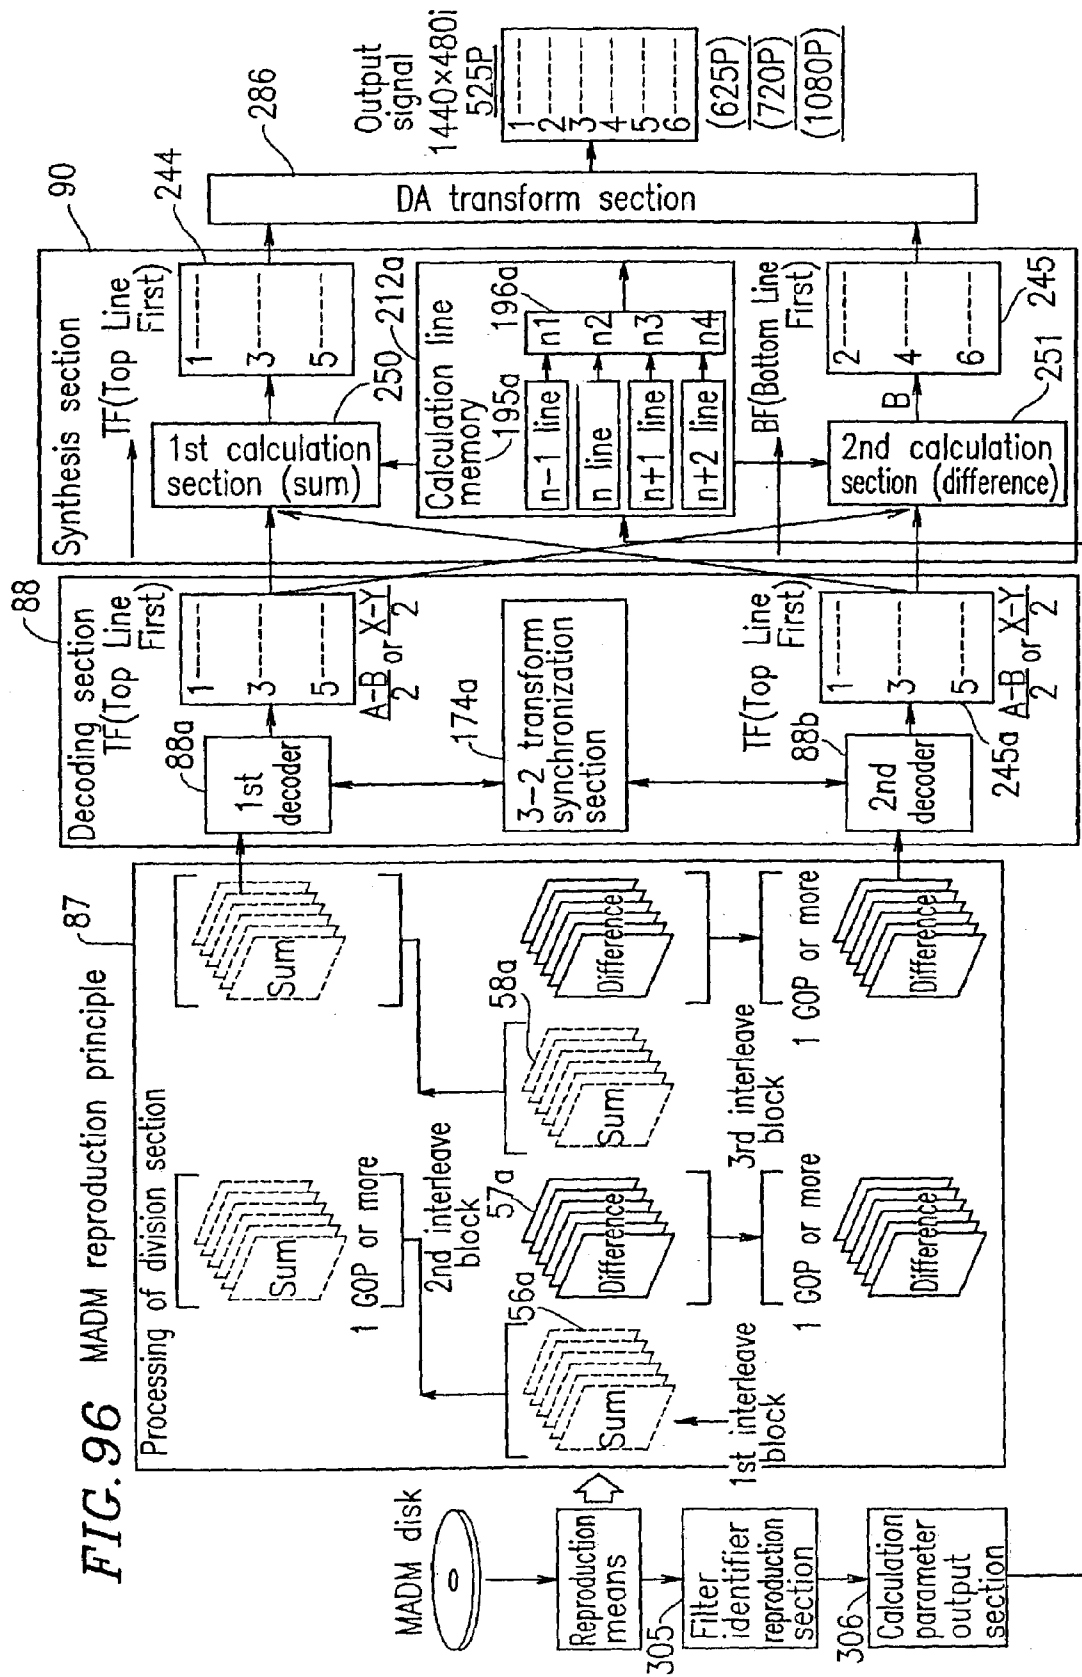 FIG. 96 MADM reproduction principle
MADM disk
Reproduction
means
305
Filter
identifier
reproduction
section
306
Calculation
parameter
output
section
87
Processing of division section
Sum
1 GOP or more
Sum
2nd interleave
block
56a
Sum
1st interleave
block
57a
Difference
58a
Sum
3rd interleave
block
Difference
1 GOP or more
Difference
1 GOP or more
Difference
88
Decoding section
TF(Top Line
First)
88a
1st
decoder
1
3
5
A-B
2
or
X-Y
2
174a
3-2 transform
synchronization
section
TF(Top Line
First)
88b
2nd
decoder
1
3
5
245a
A-B
2
or
X-Y
2
90
Synthesis section
TF(Top Line
First)
244
1st calculation
section (sum)
1
3
5
250
212a
Calculation line
memory
195a
196a
n-1 line
n line
n+1 line
n+2 line
n1
n2
n3
n4
BF(Bottom Line
First)
2nd calculation
section (difference)
B
2
4
6
245
251
286
DA transform section
Output
signal
1440×480i
525P
1
2
3
4
5
6
(625P)
(720P)
(1080P)